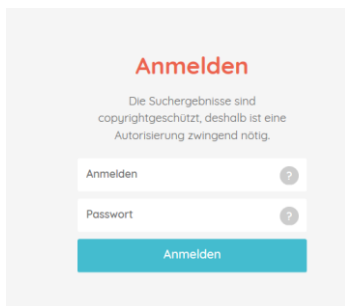 Anmelden
Die Suchergebnisse sind
copyrightgeschützt, deshalb ist eine
Autorisierung zwingend nötig.
Anmelden ?
Passwort ?
Anmelden